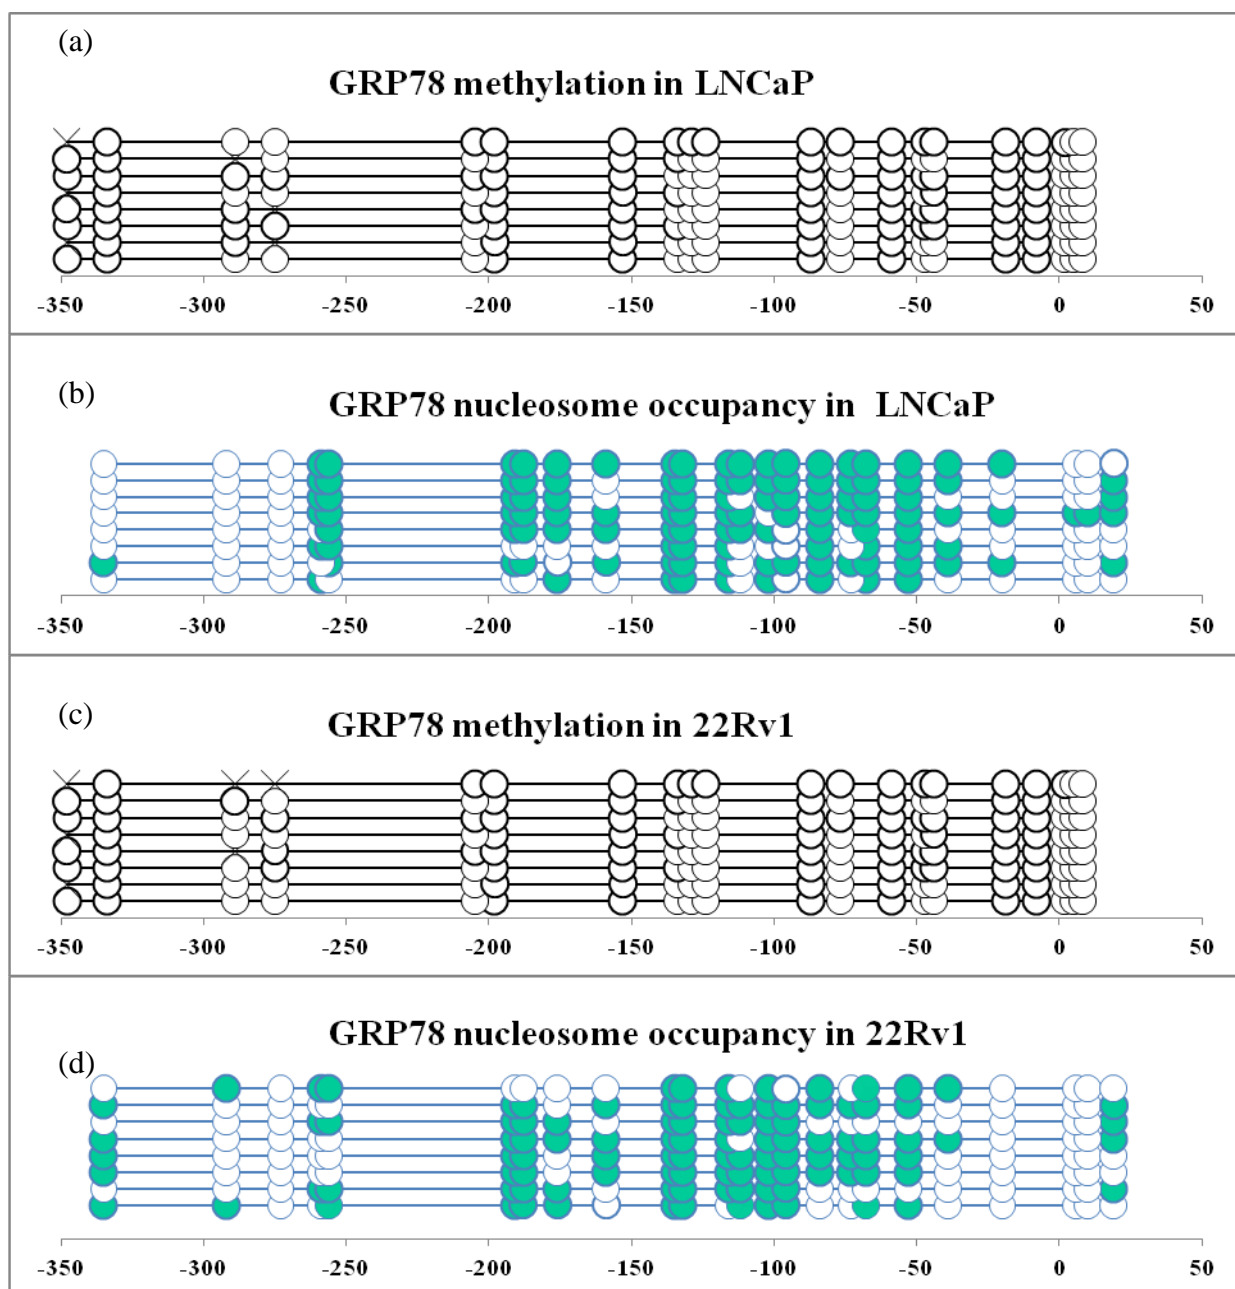 (a)
GRP78 methylation in LNCaP
-350 -300 -250 -200 -150 -100 -50 0 50
(b)
GRP78 nucleosome occupancy in LNCaP
-350 -300 -250 -200 -150 -100 -50 0 50
(c)
GRP78 methylation in 22Rv1
-350 -300 -250 -200 -150 -100 -50 0 50
GRP78 nucleosome occupancy in 22Rv1
(d)
-350 -300 -250 -200 -150 -100 -50 0 50